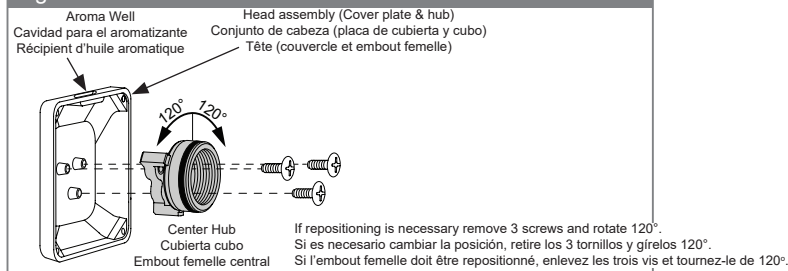 Aroma Well
Cavidad para el aromatizante
Récipient d'huile aromatique
Head assembly (Cover plate & hub)
Conjunto de cabeza (placa de cubierta y cubo)
Tête (couvercle et embout femelle)
120° 120°
Center Hub
Cubierta cubo
Embout femelle central
If repositioning is necessary remove 3 screws and rotate 120°.
Si es necesario cambiar la posición, retire los 3 tornillos y gírelos 120°.
Si l'embout femelle doit être repositionné, enlevez les trois vis et tournez-le de 120°.